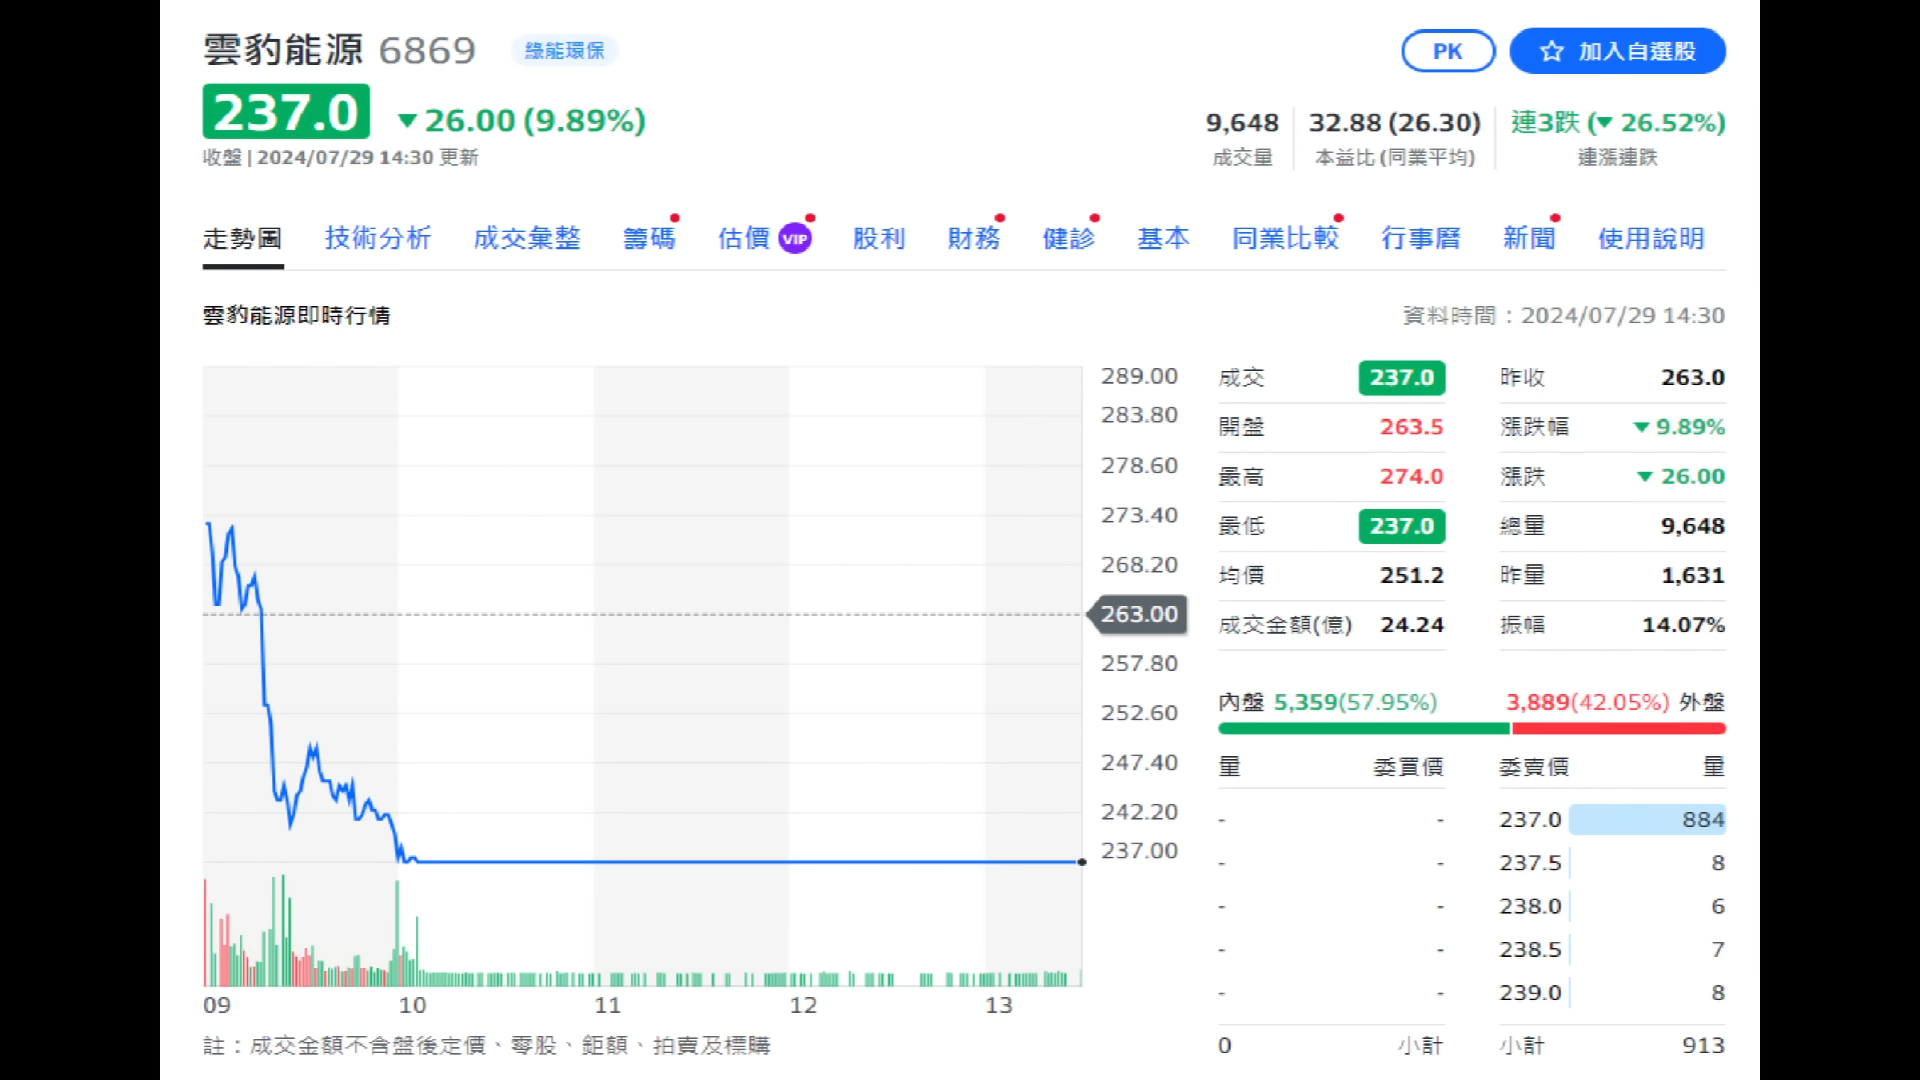 雲豹能源 6869 綠能環保 PK 加入自選股
237.0 ▼26.00 (9.89%)
收盤 | 2024/07/29 14:30 更新
9,648 32.88 (26.30) 連3跌 (▼ 26.52%)
成交量 本益比 (同業平均) 連漲連跌
走勢圖 技術分析 成交彙整 籌碼 估價 VIP 股利 財務 健診 基本 同業比較 行事曆 新聞 使用說明
雲豹能源即時行情 資料時間:2024/07/29 14:30
289.00
283.80
278.60
273.40
268.20
263.00
257.80
252.60
247.40
242.20
237.00
09 10 11 12 13
註:成交金額不含盤後定價、零股、鉅額、拍賣及標購
成交 237.0 昨收 263.0
開盤 263.5 漲跌幅 ▼ 9.89%
最高 274.0 漲跌 ▼ 26.00
最低 237.0 總量 9,648
均價 251.2 昨量 1,631
成交金額(億) 24.24 振幅 14.07%
內盤 5,359(57.95%) 3,889(42.05%) 外盤
量 委買價 委賣價 量
- - 237.0 884
- - 237.5 8
- - 238.0 6
- - 238.5 7
- - 239.0 8
0 小計 小計 913